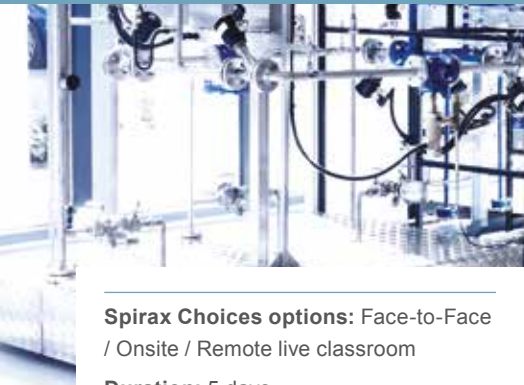 Spirax Choices options: Face-to-Face
/ Onsite / Remote live classroom
Duration: 5 days